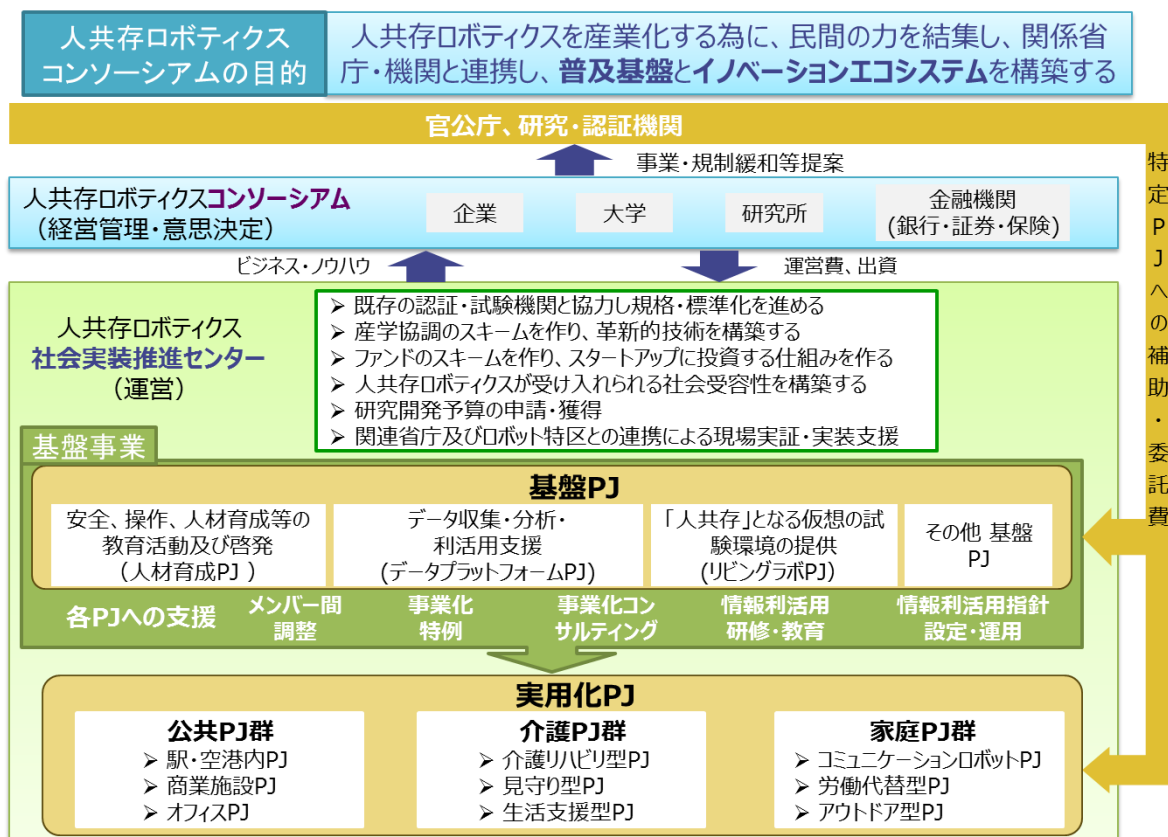 人共存ロボティクス
コンソーシアムの目的
人共存ロボティクスを産業化する為に、民間の力を結集し、関係省
庁・機関と連携し、普及基盤とイノベーションエコシステムを構築する
官公庁、研究・認証機関
事業・規制緩和等提案
人共存ロボティクスコンソーシアム
（経営管理・意思決定）
企業
大学
研究所
金融機関
(銀行・証券・保険)
ビジネス・ノウハウ
運営費、出資
人共存ロボティクス
社会実装推進センター
（運営）
➢ 既存の認証・試験機関と協力し規格・標準化を進める
➢ 産学協調のスキームを作り、革新的技術を構築する
➢ ファンドのスキームを作り、スタートアップに投資する仕組みを作る
➢ 人共存ロボティクスが受け入れられる社会受容性を構築する
➢ 研究開発予算の申請・獲得
➢ 関連省庁及びロボット特区との連携による現場実証・実装支援
基盤事業
基盤PJ
安全、操作、人材育成等の
教育活動及び啓発
（人材育成PJ ）
データ収集・分析・
利活用支援
(データプラットフォームPJ)
「人共存」となる仮想の試
験環境の提供
(リビングラボPJ)
その他 基盤
PJ
各PJへの支援
メンバー間
調整
事業化
特例
事業化コン
サルティング
情報利活用
研修・教育
情報利活用指針
設定・運用
実用化PJ
公共PJ群
➢ 駅・空港内PJ
➢ 商業施設PJ
➢ オフィスPJ
介護PJ群
➢ 介護リハビリ型PJ
➢ 見守り型PJ
➢ 生活支援型PJ
家庭PJ群
➢ コミュニケーションロボットPJ
➢ 労働代替型PJ
➢ アウトドア型PJ
特定PJへの補助・委託費